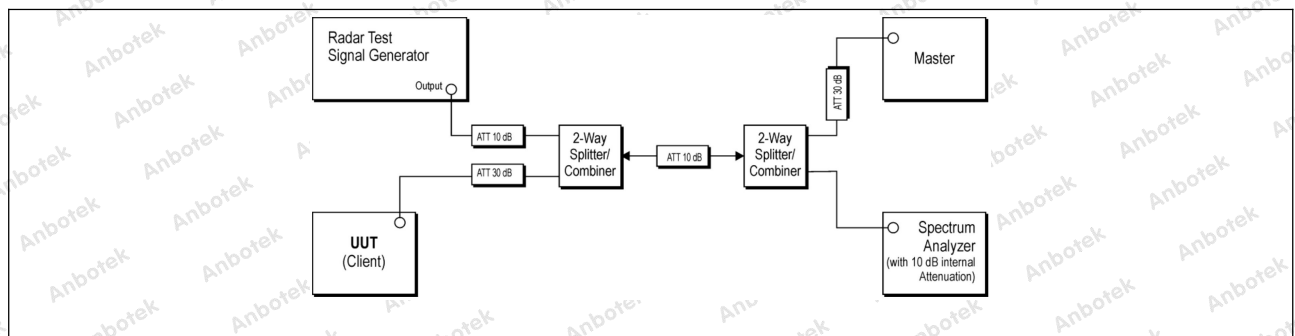 Radar Test
Signal Generator
Output
ATT 10 dB
ATT 30 dB
2-Way
Splitter/
Combiner
ATT 10 dB
2-Way
Splitter/
Combiner
ATT 30 dB
Master
UUT
(Client)
Spectrum
Analyzer
(with 10 dB internal
Attenuation)
Anbotek